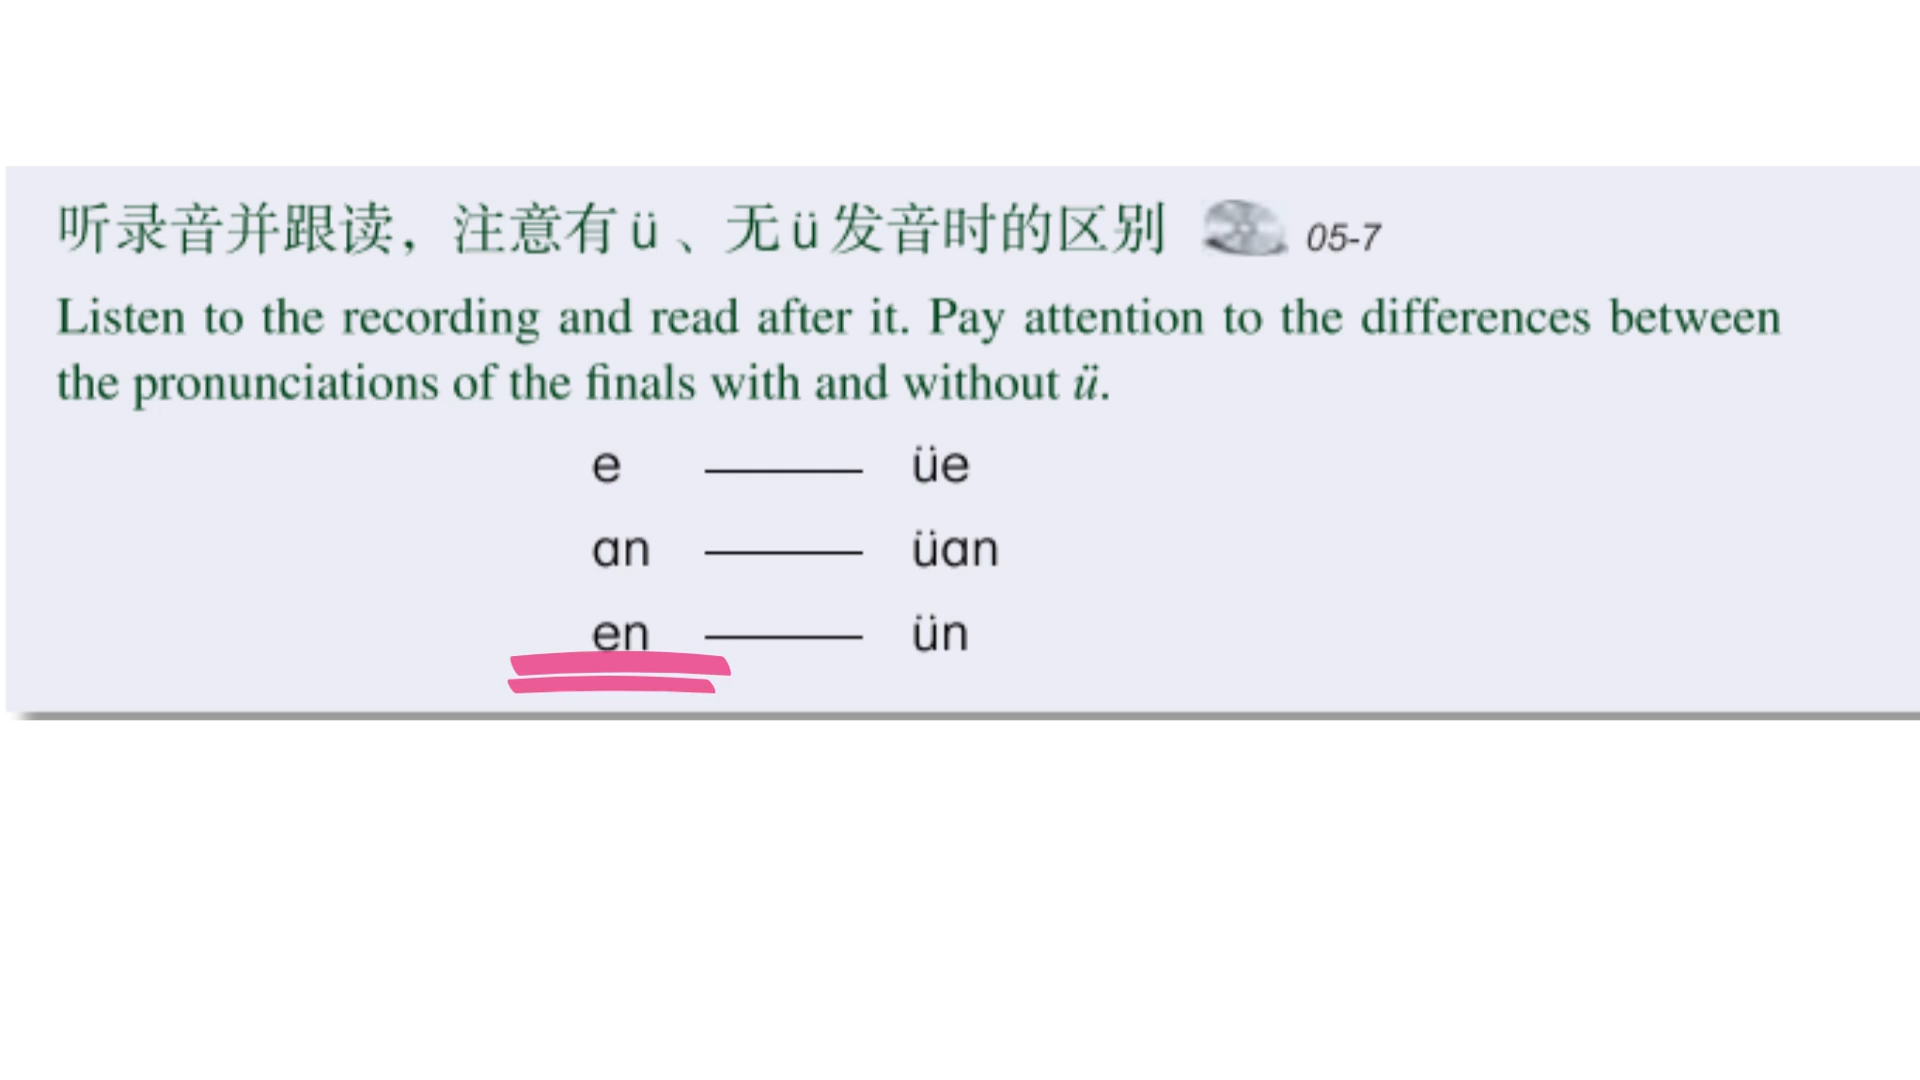 听录音并跟读，注意有 ü 、无 ü 发音时的区别 05-7
Listen to the recording and read after it. Pay attention to the differences between
the pronunciations of the finals with and without ü.
e ——— üe
an ——— üan
en ——— ün